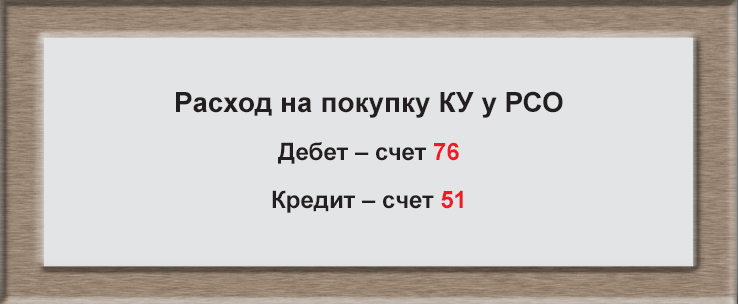 Расход на покупку КУ у РСО
Дебет – счет 76
Кредит – счет 51